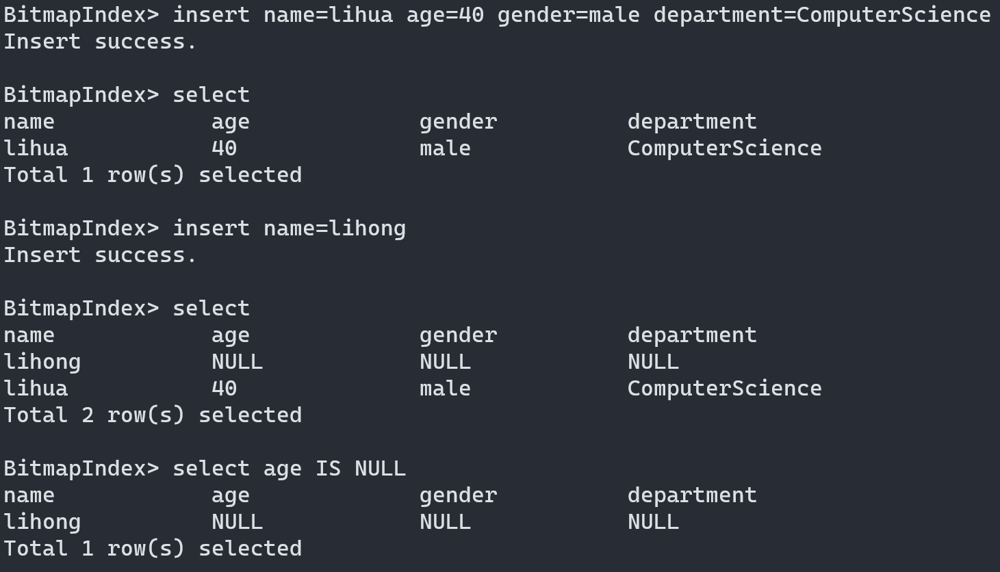 BitmapIndex> insert name=lihua age=40 gender=male department=ComputerScience
Insert success.
BitmapIndex> select
name age gender department
lihua 40 male ComputerScience
Total 1 row(s) selected
BitmapIndex> insert name=lihong
Insert success.
BitmapIndex> select
name age gender department
lihong NULL NULL NULL
lihua 40 male ComputerScience
Total 2 row(s) selected
BitmapIndex> select age IS NULL
name age gender department
lihong NULL NULL NULL
Total 1 row(s) selected